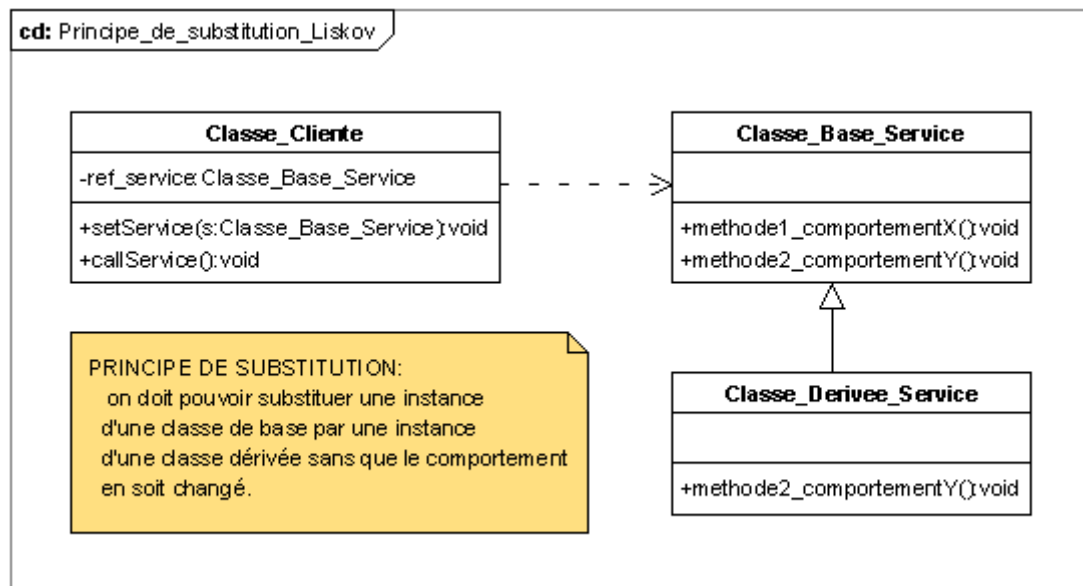 cd: Principe_de_substitution_Liskov
Classe_Cliente
-ref_service:Classe_Base_Service
+setService(s:Classe_Base_Service):void
+callService():void
Classe_Base_Service
+methode1_comportementX():void
+methode2_comportementY():void
PRINCIPE DE SUBSTITUTION:
on doit pouvoir substituer une instance
d'une classe de base par une instance
d'une classe dérivée sans que le comportement
en soit changé.
Classe_Derivee_Service
+methode2_comportementY():void